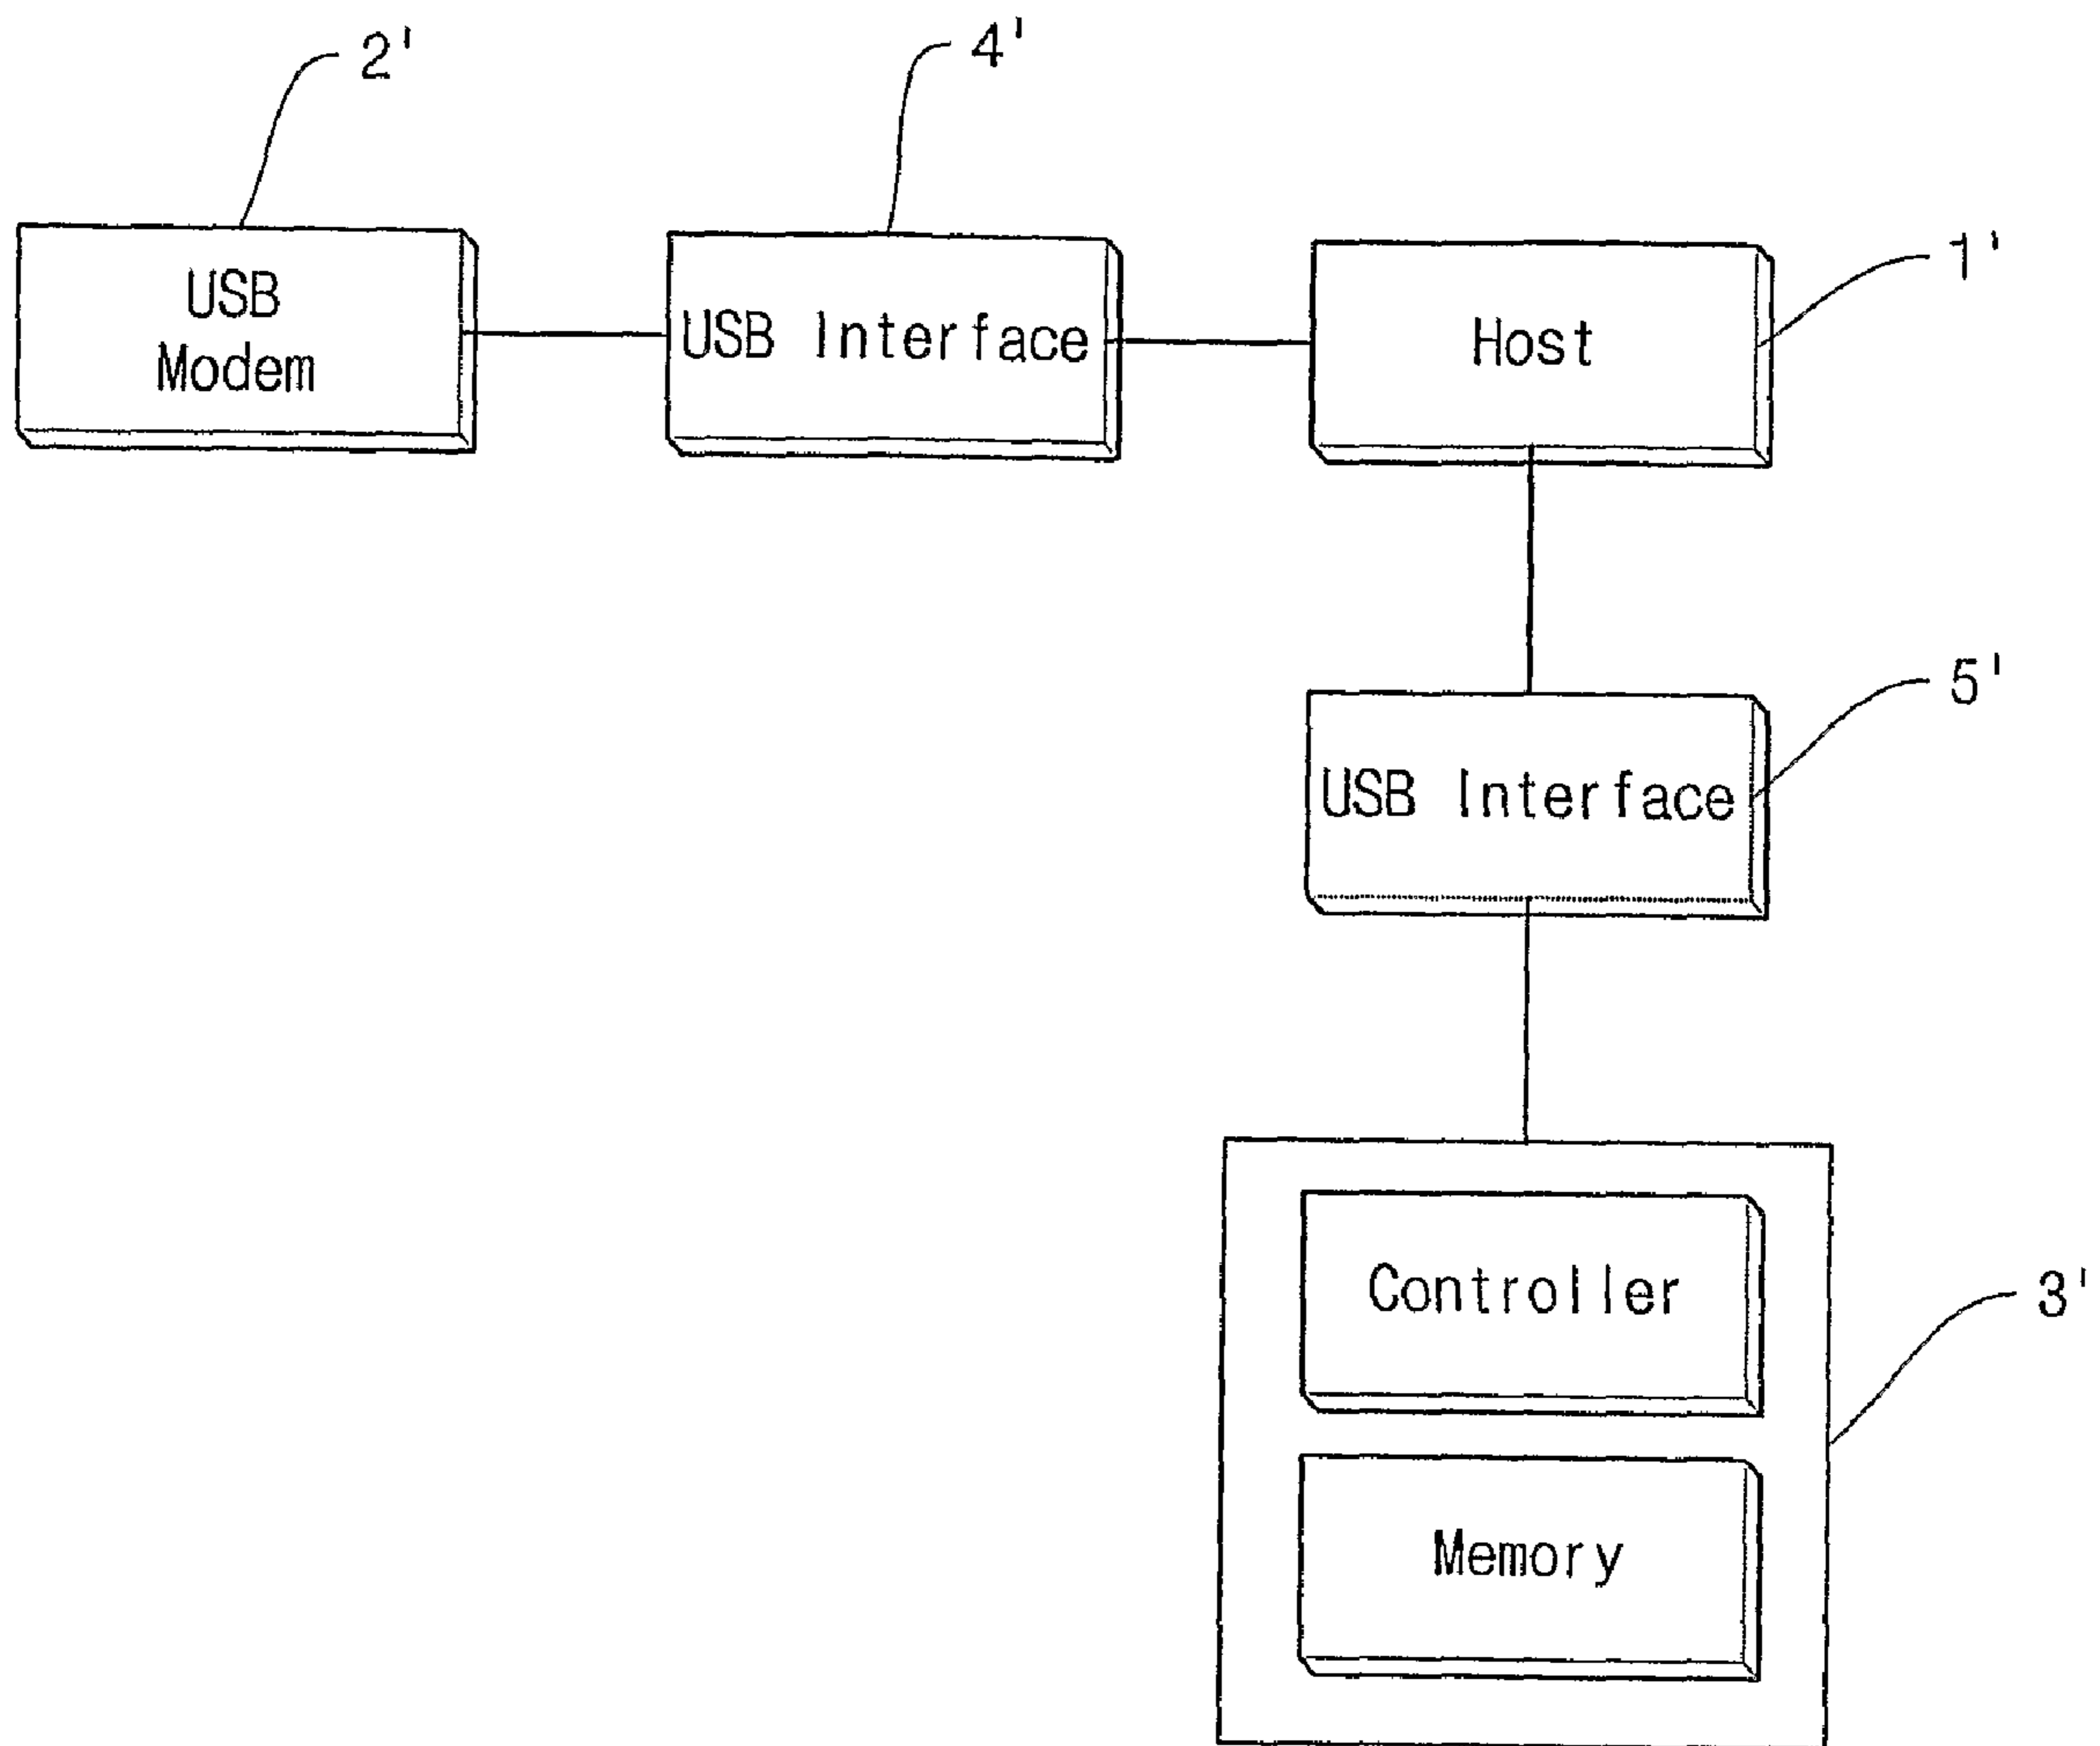 2'
4'
USB
Modem
USB Interface
Host
1'
USB Interface
5'
Controller
3'
Memory